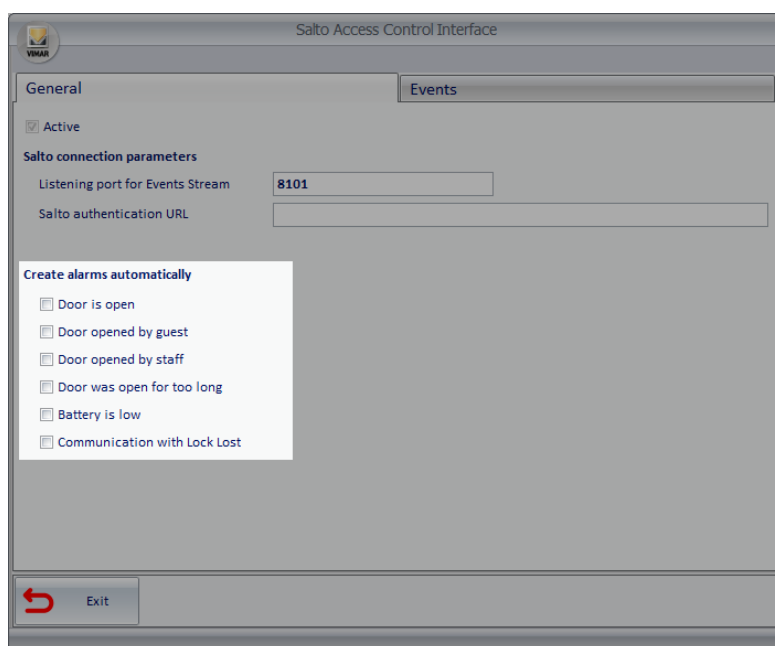 Salto Access Control Interface
VIMAR
General
Events
Active
Salto connection parameters
Listening port for Events Stream 8101
Salto authentication URL
Create alarms automatically
Door is open
Door opened by guest
Door opened by staff
Door was open for too long
Battery is low
Communication with Lock Lost
Exit